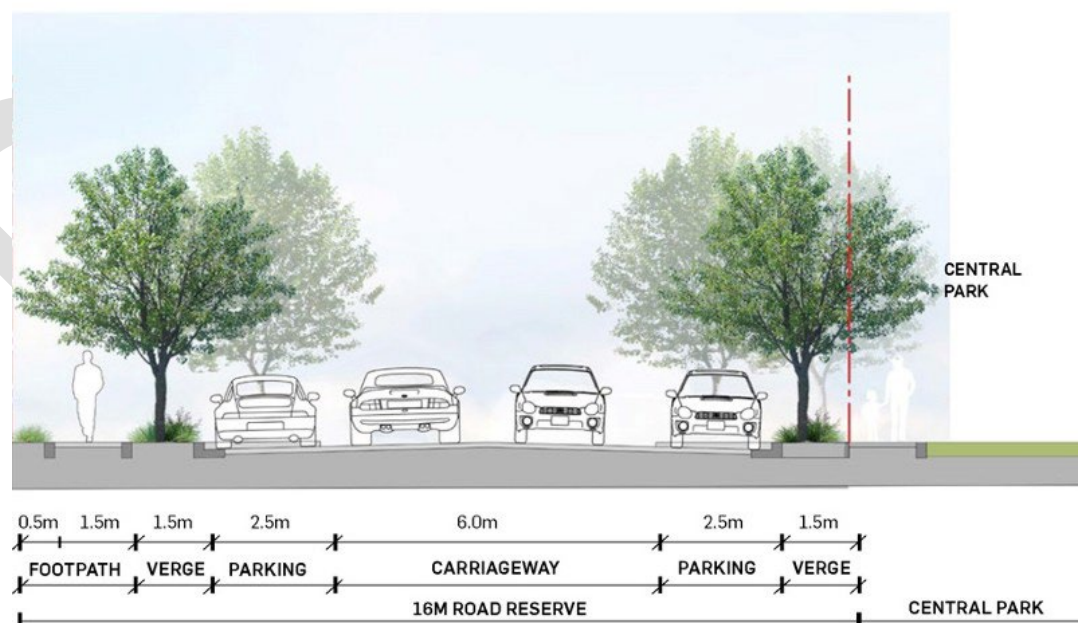 CENTRAL
PARK
0.5m 1.5m 1.5m 2.5m 6.0m 2.5m 1.5m
FOOTPATH VERGE PARKING CARRIAGEWAY PARKING VERGE
16M ROAD RESERVE CENTRAL PARK